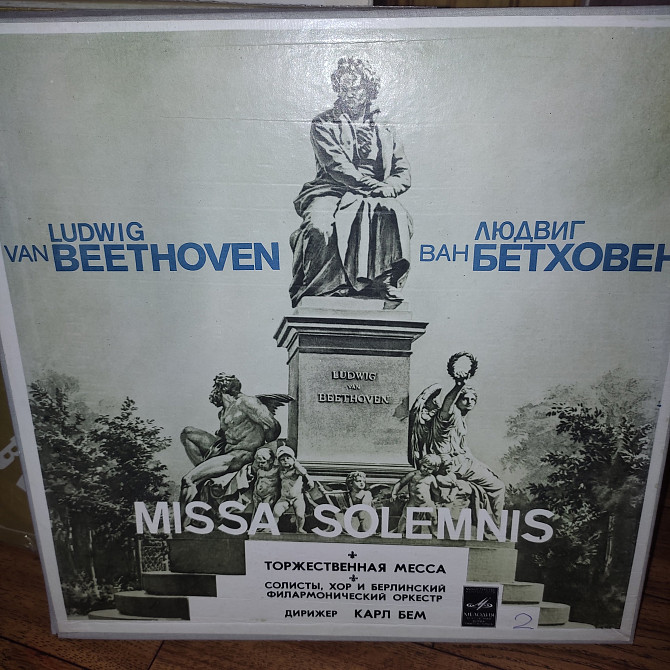 LUDWIG
VAN BEETHOVEN
ЛЮДВИГ
ВАН БЕТХОВЕН
LUDWIG
VAN
BEETHOVEN
MISSA SOLEMNIS
+
ТОРЖЕСТВЕННАЯ МЕССА
+
СОЛИСТЫ, ХОР И БЕРЛИНСКИЙ
ФИЛАРМОНИЧЕСКИЙ ОРКЕСТР
ДИРИЖЕР КАРЛ БЕМ
МЕЛОДИЯ
2